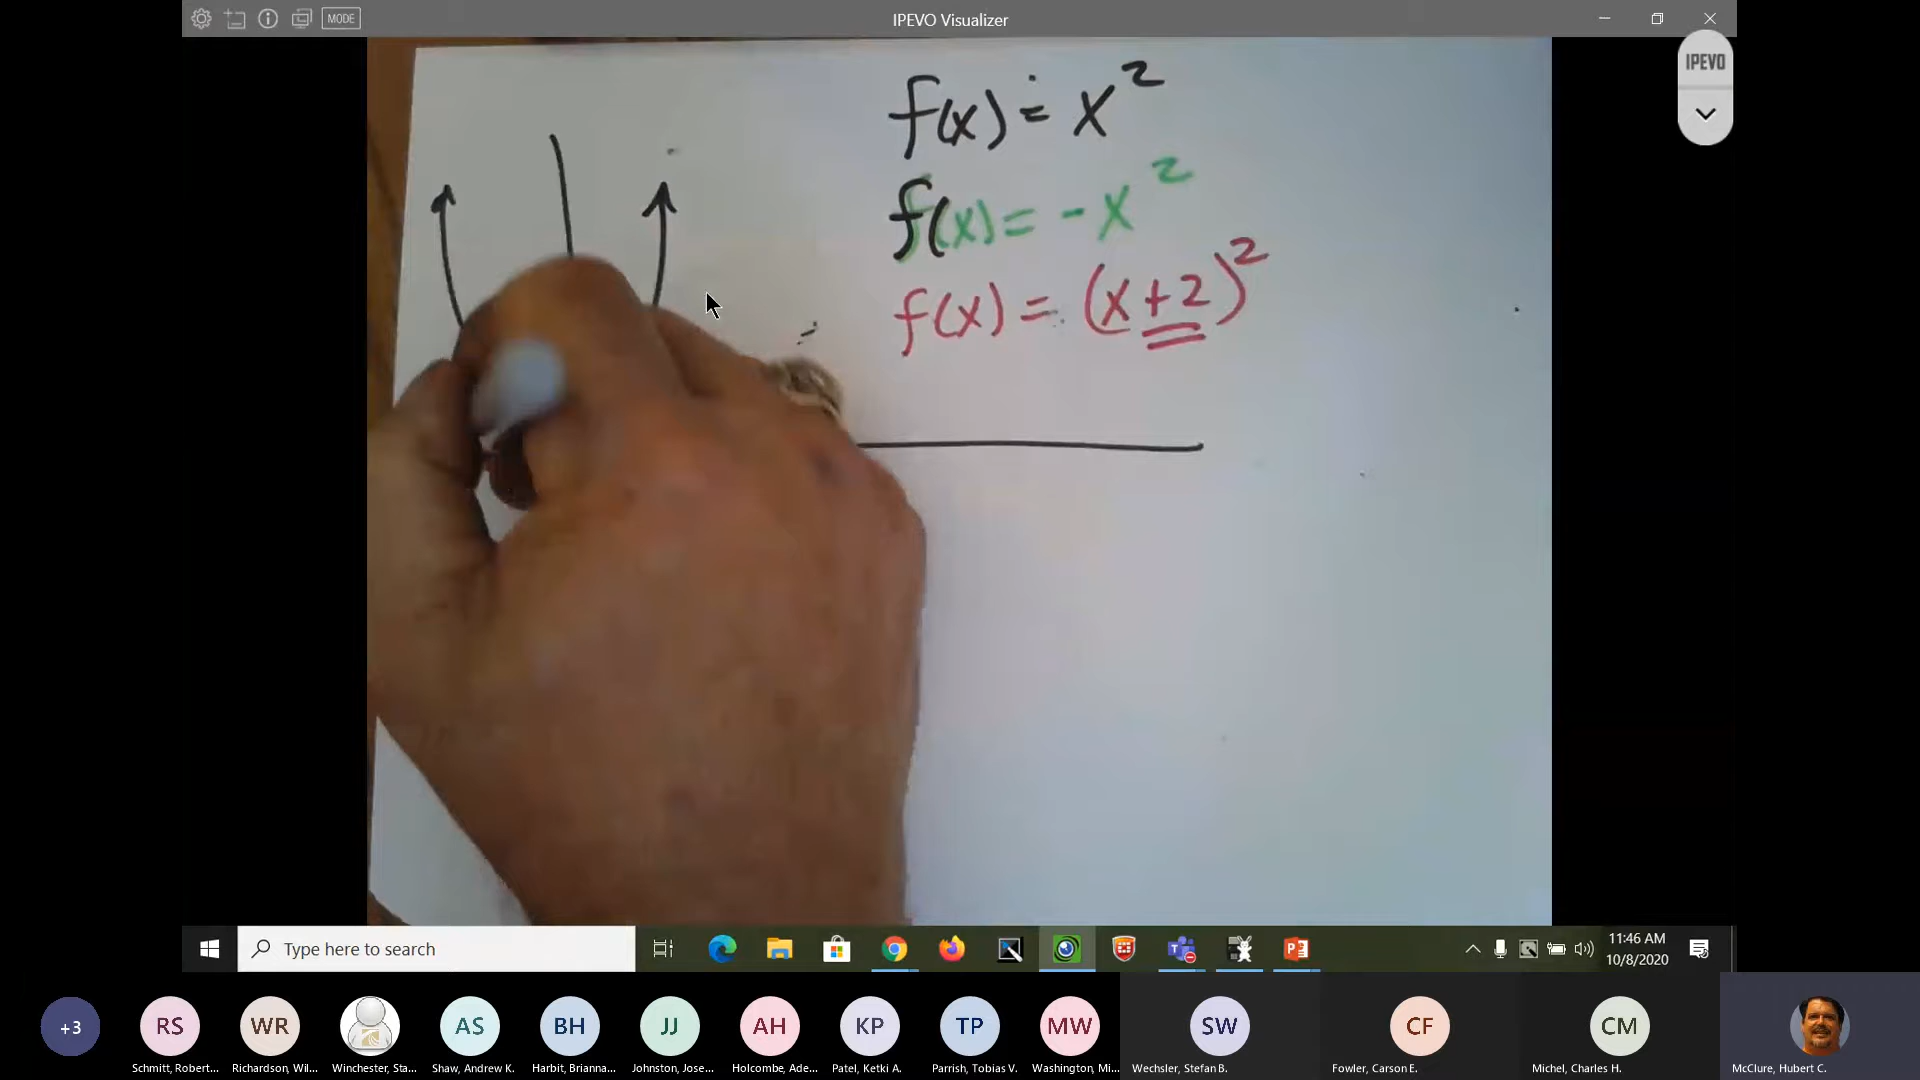 MODE
IPEVO Visualizer
IPEVO
f(x) = x²
f(x) = -x²
f(x) = (x+2)²
Type here to search
11:46 AM
10/8/2020
+3
RS
WR
AS
BH
JJ
AH
KP
TP
MW
SW
CF
CM
Schmitt, Robert...
Richardson, Wil...
Winchester, Sta...
Shaw, Andrew K.
Harbit, Brianna...
Johnston, Jose...
Holcombe, Ade...
Patel, Ketki A.
Parrish, Tobias V.
Washington, Mi...
Wechsler, Stefan B.
Fowler, Carson E.
Michel, Charles H.
McClure, Hubert C.